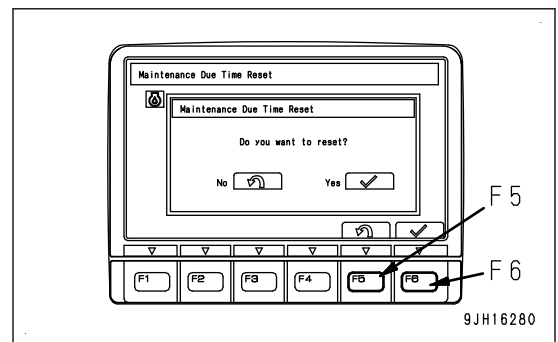 Maintenance Due Time Reset
Maintenance Due Time Reset
Do you want to reset?
No Yes
F5
F1 F2 F3 F4 F5 F6
F6
9JH16280